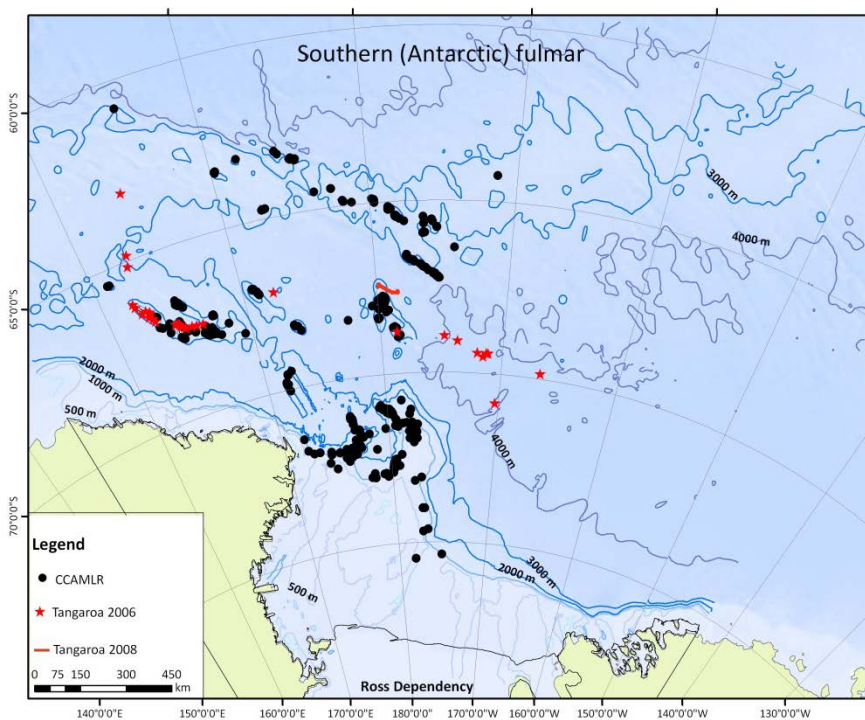 Southern (Antarctic) fulmar
60°0'0"S
65°0'0"S
70°0'0"S
3000 m
4000 m
2000 m
1000 m
500 m
4000 m
3000 m
2000 m
500 m
Legend
CCAMLR
Tangaroa 2006
Tangaroa 2008
0 75 150 300 450
km
Ross Dependency
140°0'0"E 150°0'0"E 160°0'0"E 170°0'0"E 180°0'0" 170°0'0"W 160°0'0"W 150°0'0"W 140°0'0"W 130°0'0"W